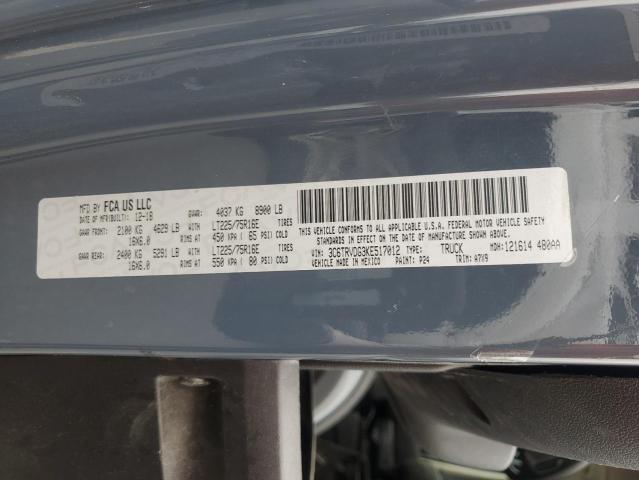 MFD BY FCA US LLC
DATE OF MFR(BUILT): 12-18 GVWR: 4037 KG 8900 LB
GAWR FRONT: 2100 KG 4629 LB WITH LT225/75R16E TIRES
16X6.0 RIMS AT 450 KPA ( 65 PSI) COLD
GAWR REAR: 2400 KG 5291 LB WITH LT225/75R16E TIRES
16X6.0 RIMS AT 550 KPA ( 80 PSI) COLD
THIS VEHICLE CONFORMS TO ALL APPLICABLE U.S.A. FEDERAL MOTOR VEHICLE SAFETY
STANDARDS IN EFFECT ON THE DATE OF MANUFACTURE SHOWN ABOVE.
VIN: 3C6TRVDG3KE517012 TYPE: TRUCK MDH: 121614 480AA
VEHICLE MADE IN MEXICO PAINT: P24 TRIM: A7X9